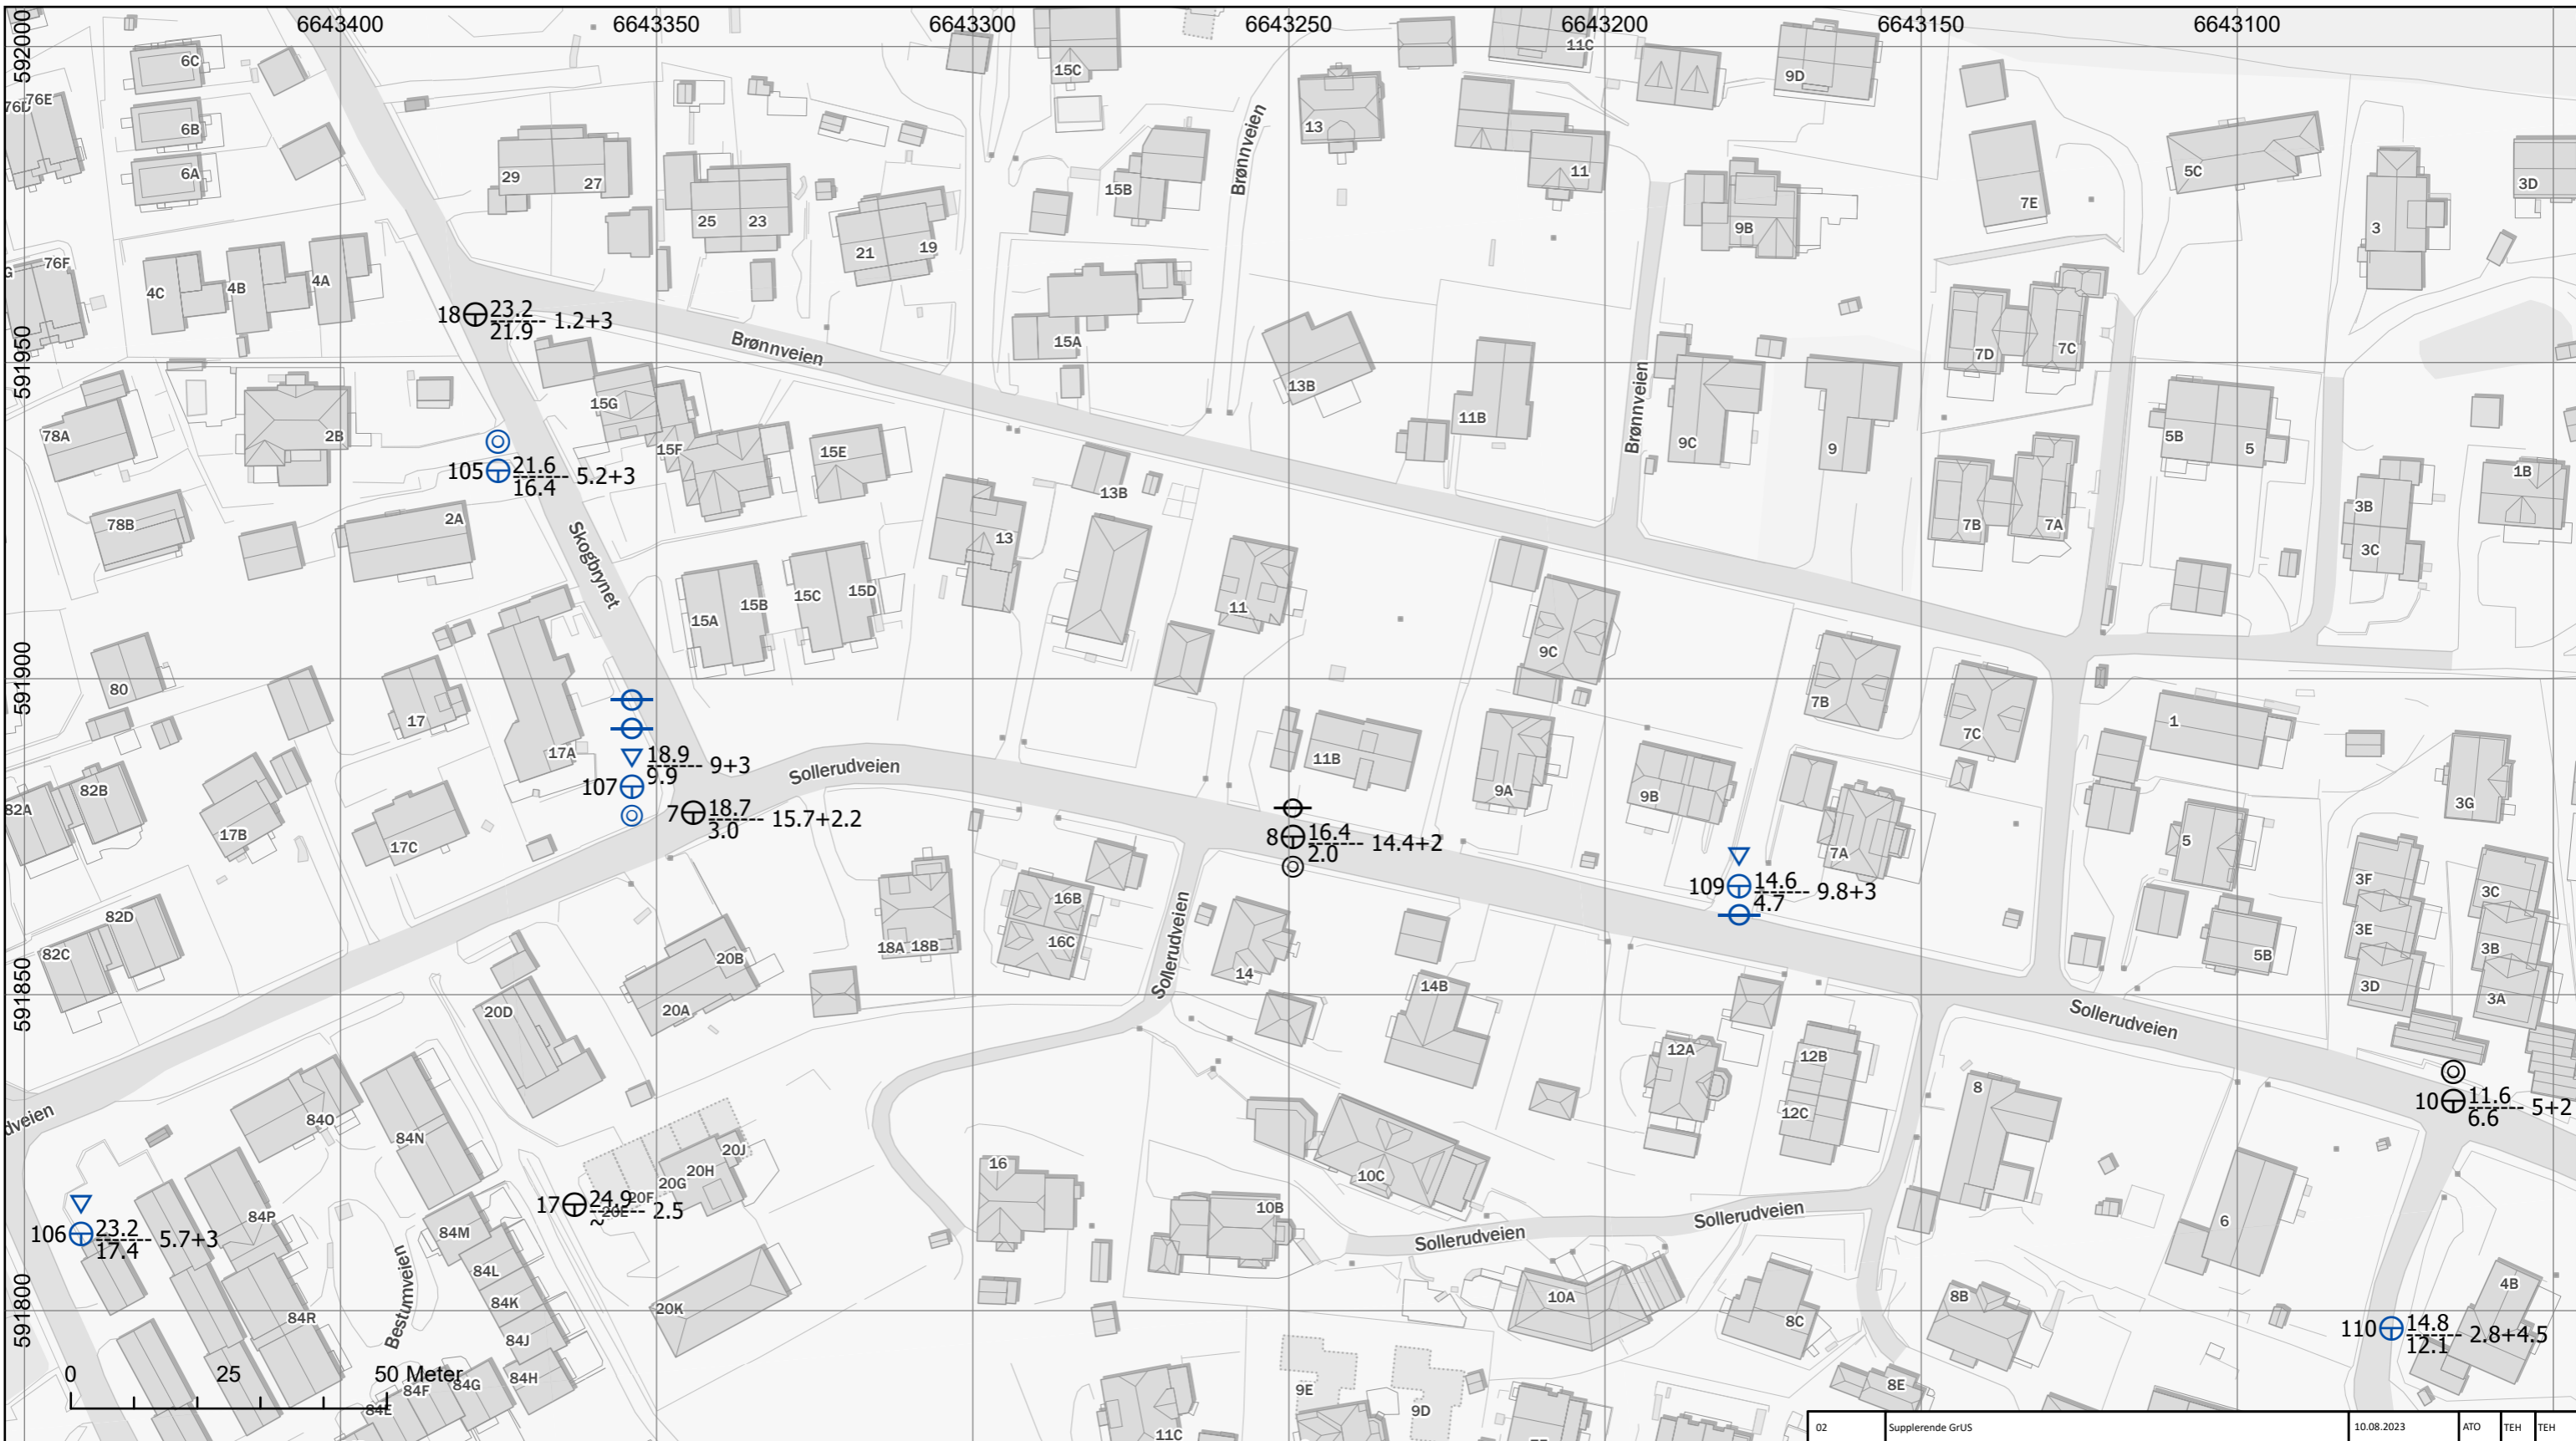 6643400 6643350 6643300 6643250 6643200 6643150 6643100
592000
591950
591900
591850
591800
6C
76D 76E
6B
6A
29 27
25 23
21 19
15C
15B
13
11C
11
9D
9B
7E
5C
3
3D
76F
G
4C 4B 4A
18 23.2 1.2+3
21.9
Brønnveien
Brønnveien
15A
13B
11B
Brønnveien
9C
9
7D 7C
5B 5
1B
78A
2B
15G
15F
15E
105 21.6 5.2+3
16.4
78B
2A
Skogbrynet
13
13B
11
7B 7A
3B
3C
15A 15B 15C 15D
80
17
17A
9C
7B
7C
1
107 18.9 9+3
9.9
Sollerudveien
11B
9A
9B
7A
5
3G
82A 82B
17B
17C
7 18.7 15.7+2.2
3.0
8 16.4 14.4+2
2.0
109 14.6 9.8+3
4.7
82C 82D
20B
20A
18A 18B
16B
16C
Sollerudveien
14
14B
5B
3F
3E
3D
3C
3B
3A
20D
Sollerudveien
12A
12B
12C
8
10 11.6 5+2
6.6
dveien
84O
84N
20J
20H
20G
20F
20E
17 24.9 2.5
~
16
10C
10B
Sollerudveien
Sollerudveien
6
106 23.2 5.7+3
17.4
84P
84M
84L
84K
84J
84R
Bestumveien
20K
10A
8C
8B
4B
110 14.8 2.8+4.5
12.1
0 25 50 Meter
84F 84G 84H
84E
11C
9E
9D
8E
02 Supplerende GrUS 10.08.2023 ATO TEH TEH